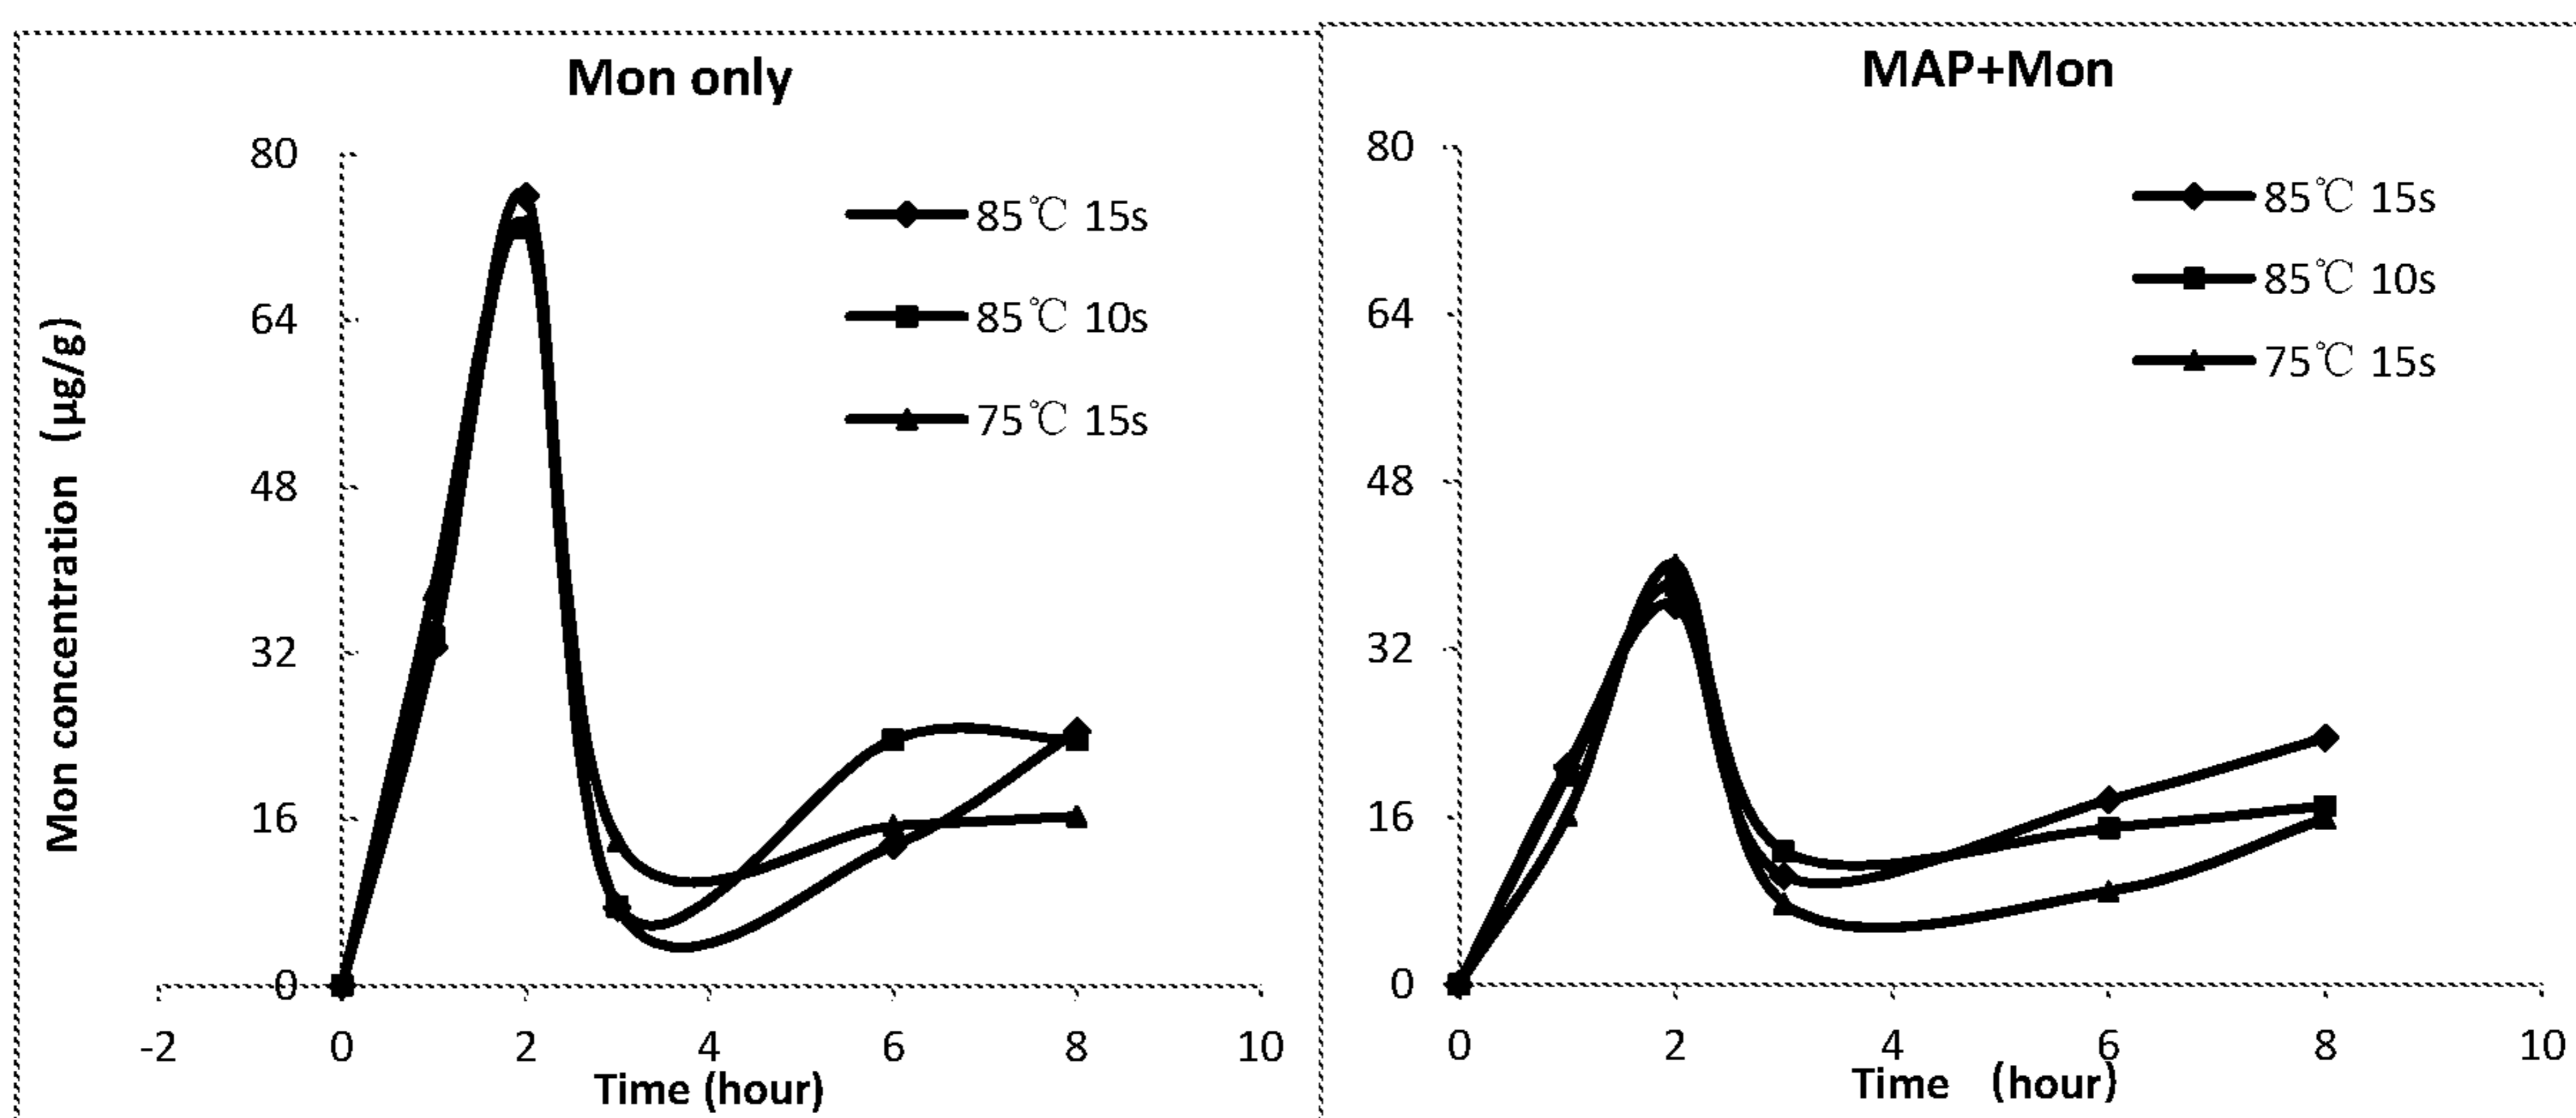 Mon only
Mon concentration (μg/g)
80
64
48
32
16
0
85℃ 15s
85℃ 10s
75℃ 15s
-2 0 2 4 6 8 10
Time (hour)
MAP+Mon
80
64
48
32
16
0
85℃ 15s
85℃ 10s
75℃ 15s
0 2 4 6 8 10
Time (hour)